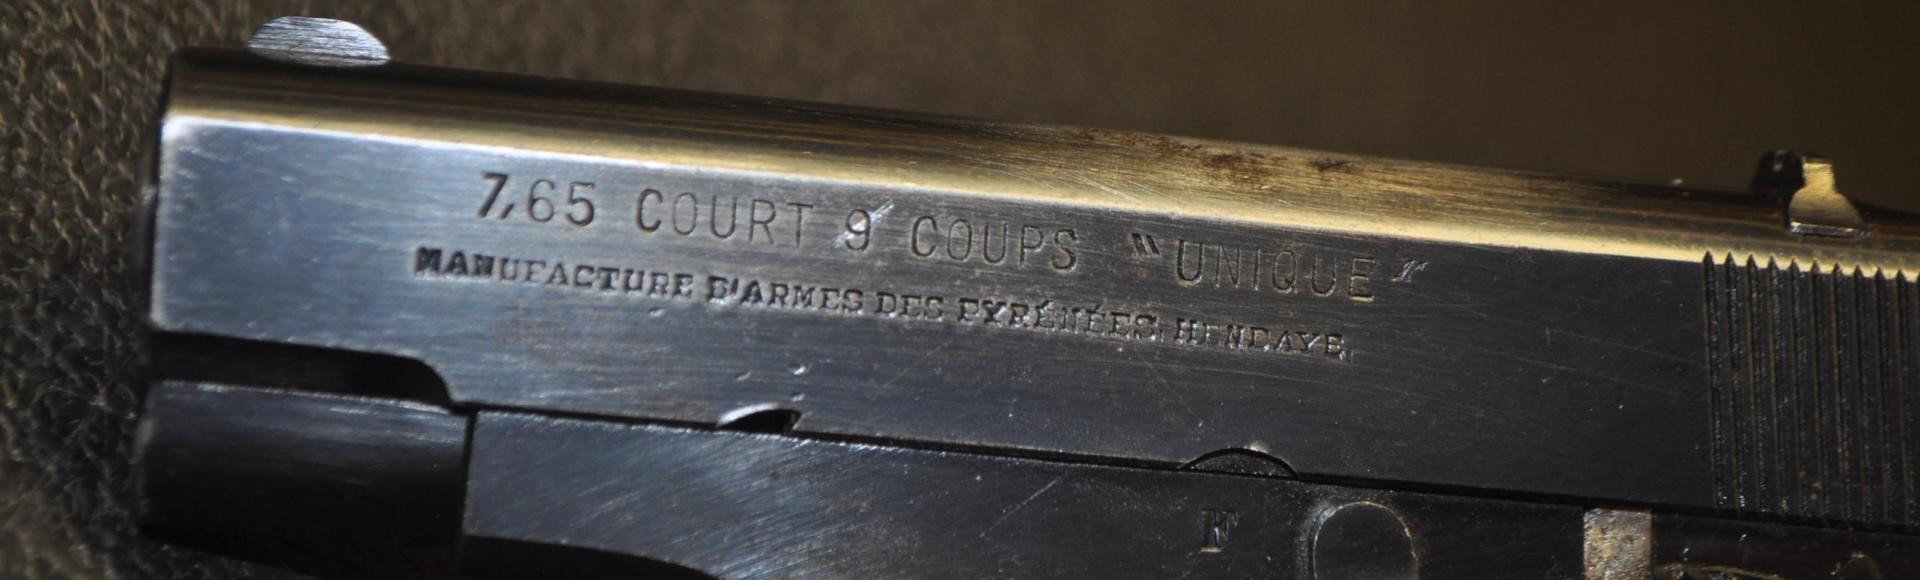 7,65 COURT 9 COUPS "UNIQUE"
MANUFACTURE D'ARMES DES PYRÉNÉES, HENDAYE.
F